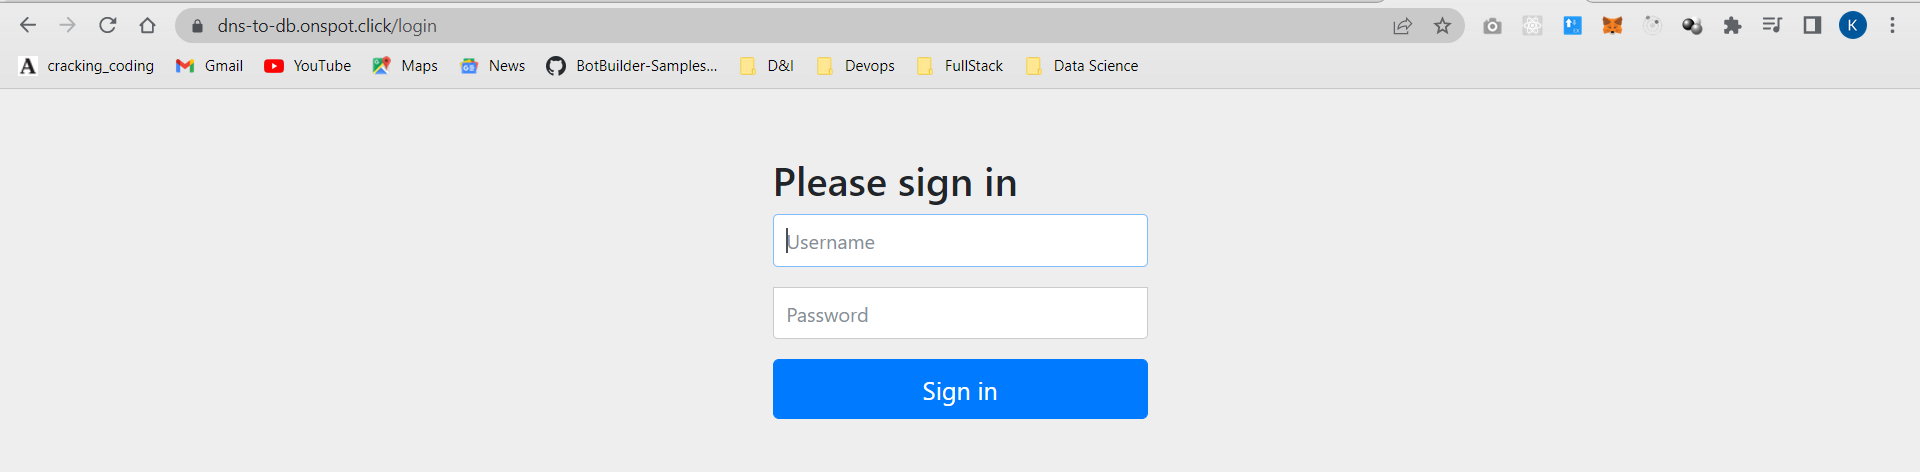 dns-to-db.onspot.click/login
K
A cracking_coding Gmail YouTube Maps News BotBuilder-Samples... D&I Devops FullStack Data Science
Please sign in
Username
Password
Sign in